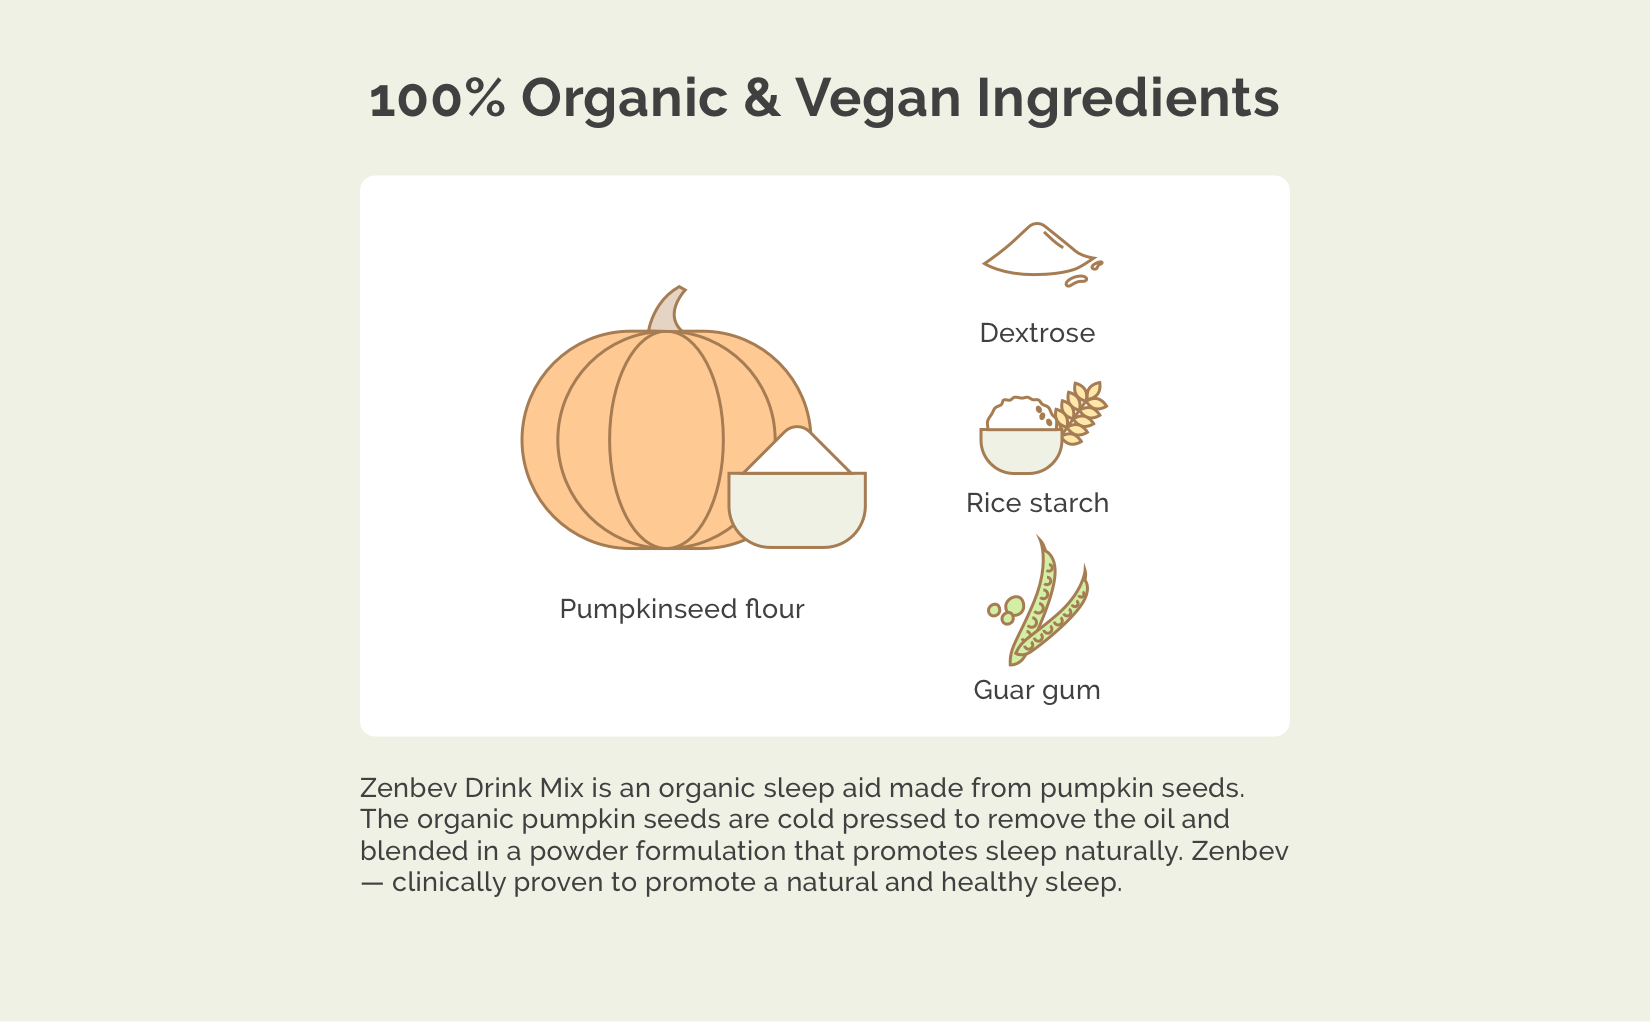 100% Organic & Vegan Ingredients
Dextrose
Rice starch
Pumpkinseed flour
Guar gum
Zenbev Drink Mix is an organic sleep aid made from pumpkin seeds.
The organic pumpkin seeds are cold pressed to remove the oil and
blended in a powder formulation that promotes sleep naturally. Zenbev
— clinically proven to promote a natural and healthy sleep.